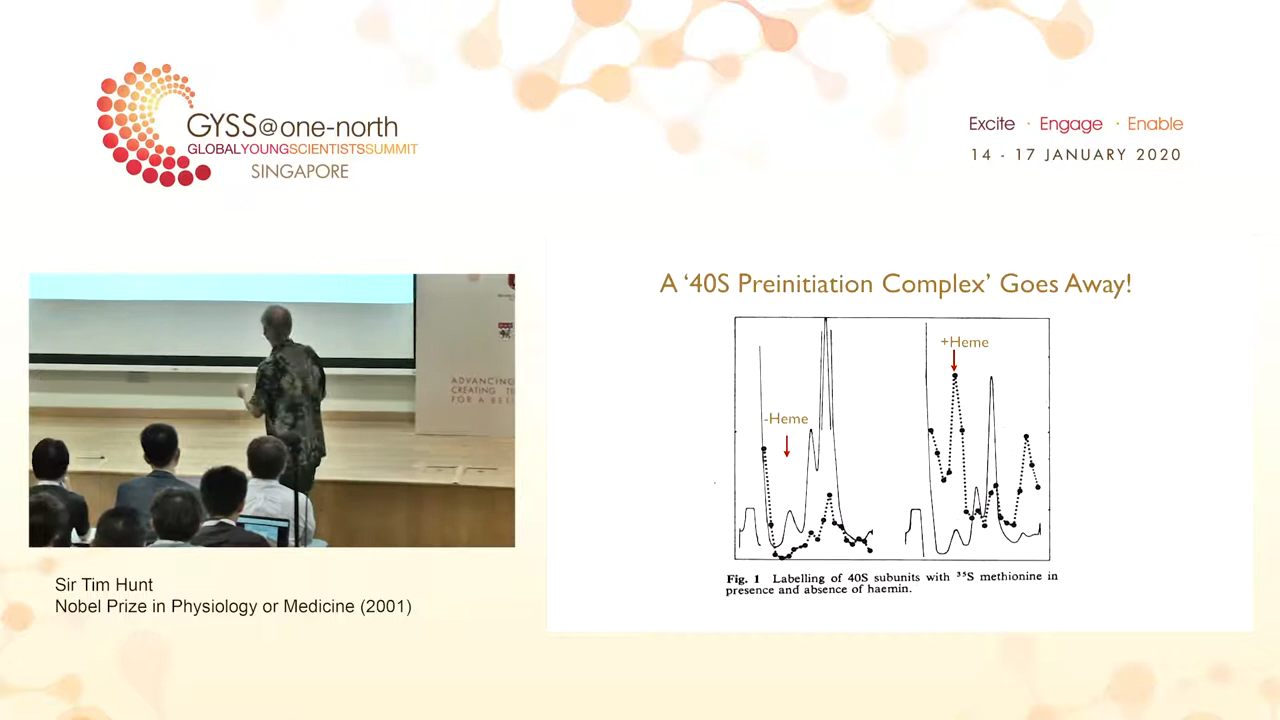 GYSS@one-north
GLOBALYOUNGSCIENTISTSSUMMIT
SINGAPORE
Excite · Engage · Enable
14 - 17 JANUARY 2020
ADVANCING
CREATING
FOR A
Sir Tim Hunt
Nobel Prize in Physiology or Medicine (2001)
A ‘40S Preinitiation Complex’ Goes Away!
+Heme
-Heme
Fig. 1 Labelling of 40S subunits with ³⁵S methionine in
presence and absence of haemin.